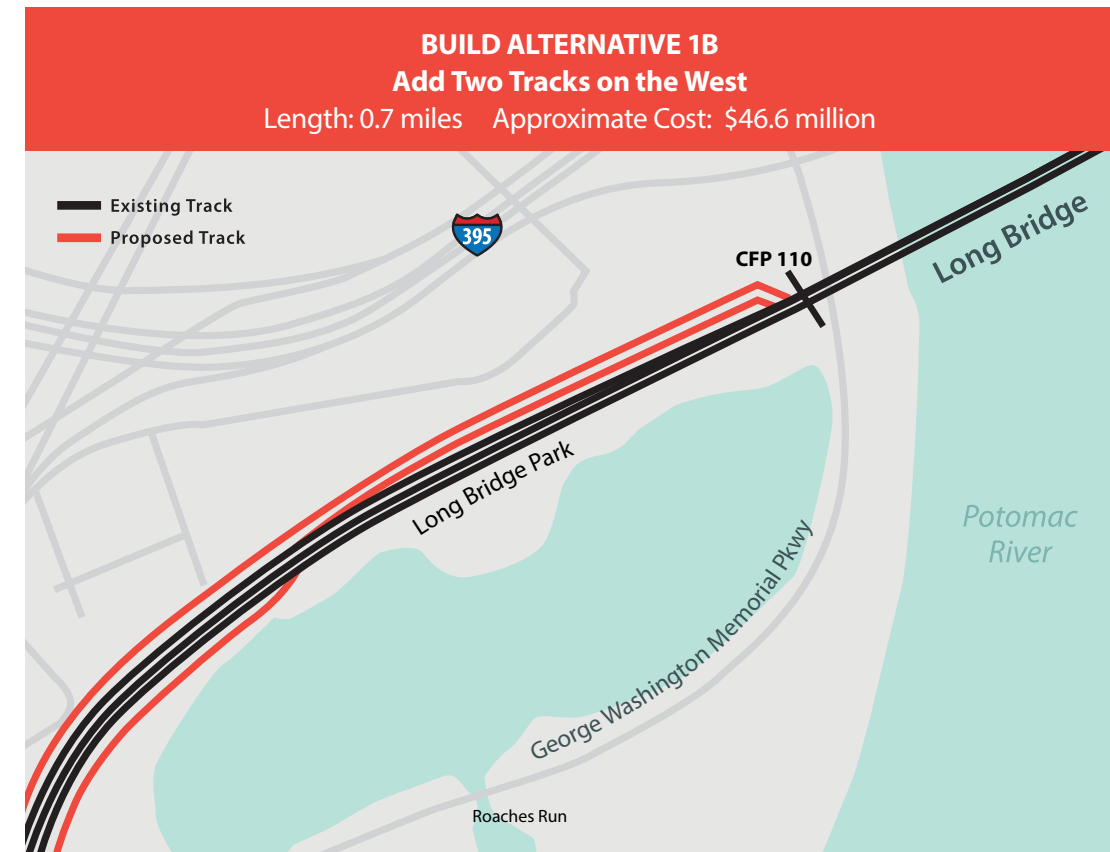 BUILD ALTERNATIVE 1B
Add Two Tracks on the West
Length: 0.7 miles Approximate Cost: $46.6 million
Existing Track
Proposed Track
395
CFP 110
Long Bridge
Long Bridge Park
Potomac
River
George Washington Memorial Pkwy
Roaches Run